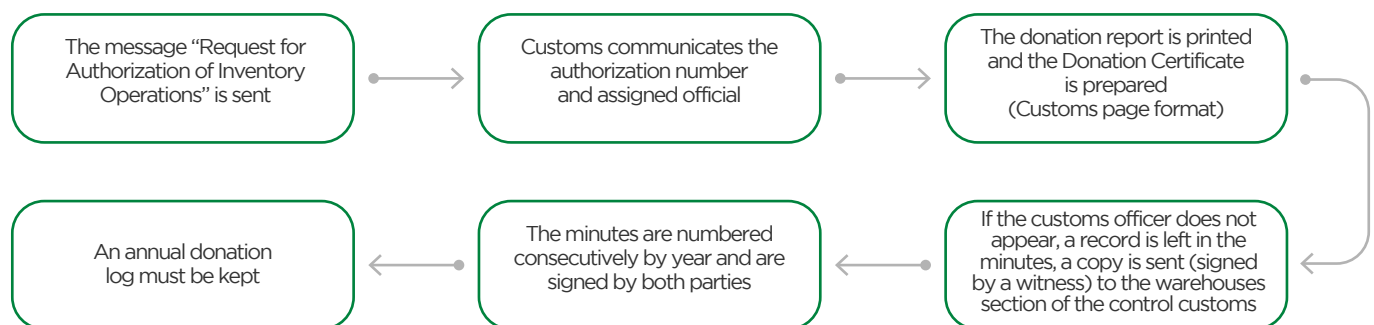 The message “Request for
Authorization of Inventory
Operations” is sent
Customs communicates the
authorization number
and assigned official
The donation report is printed
and the Donation Certificate
is prepared
(Customs page format)
If the customs officer does not
appear, a record is left in the
minutes, a copy is sent (signed
by a witness) to the warehouses
section of the control customs
The minutes are numbered
consecutively by year and are
signed by both parties
An annual donation
log must be kept